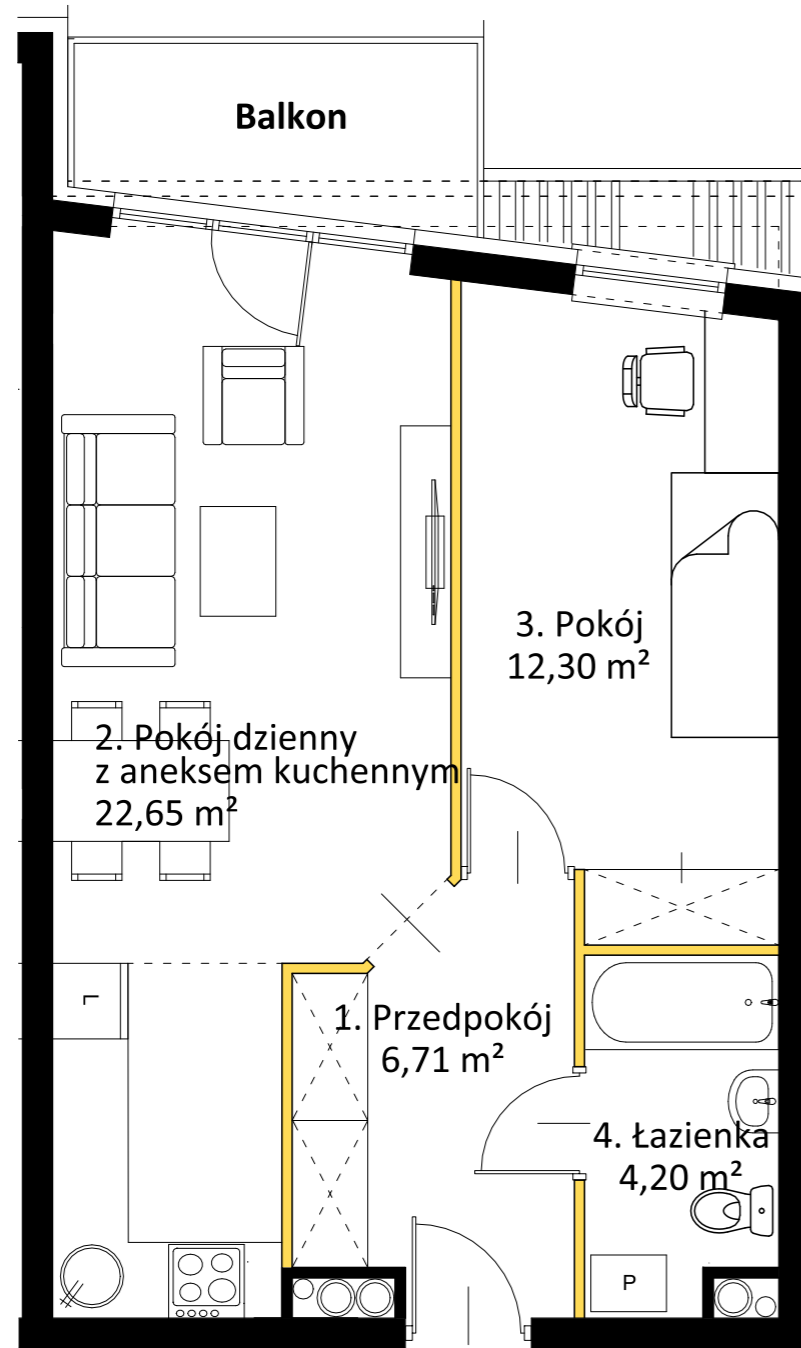 Balkon
3. Pokój
12,30 m²
2. Pokój dzienny
z aneksem kuchennym
22,65 m²
L
1. Przedpokój
6,71 m²
4. Łazienka
4,20 m²
P